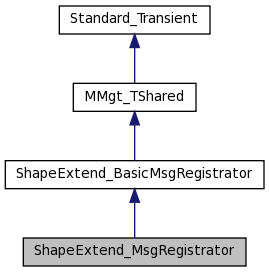 Standard_Transient
MMgt_TShared
ShapeExtend_BasicMsgRegistrator
ShapeExtend_MsgRegistrator